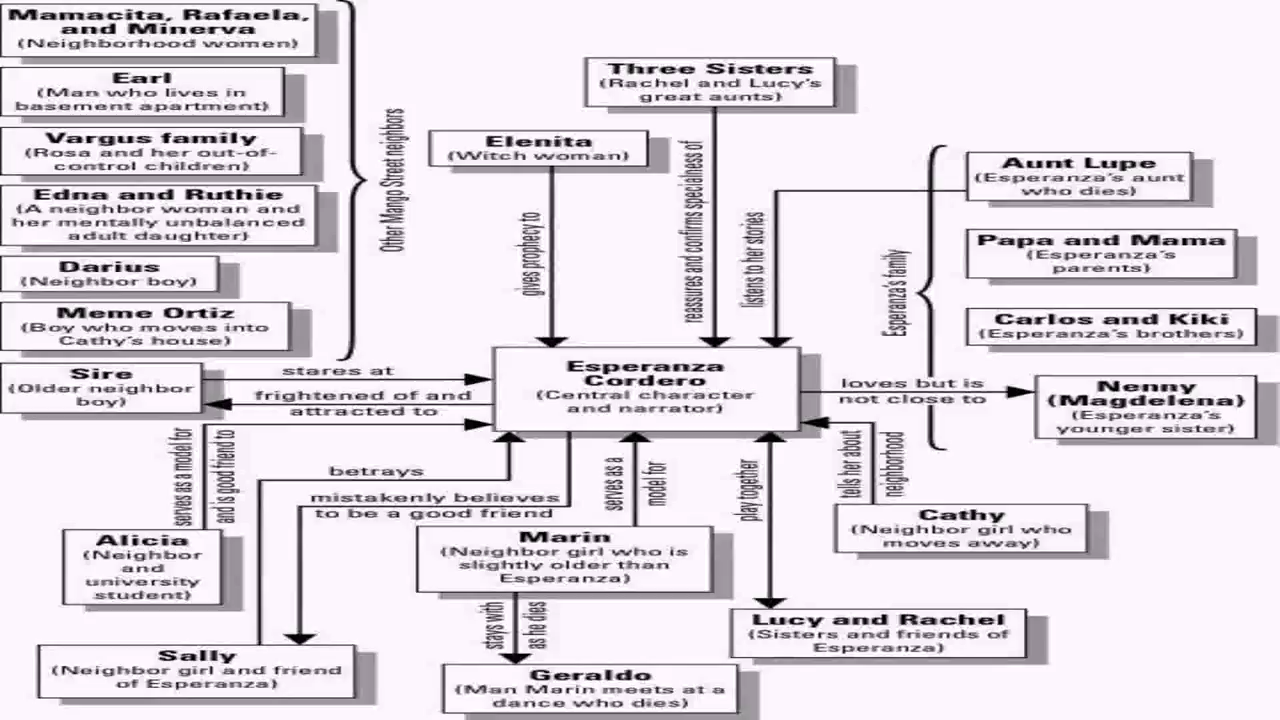 Mamacita, Rafaela,
and Minerva
(Neighborhood women)
Earl
(Man who lives in
basement apartment)
Vargus family
(Rosa and her out-of-
control children)
Edna and Ruthie
(A neighbor woman and
her mentally unbalanced
adult daughter)
Darius
(Neighbor boy)
Meme Ortiz
(Boy who moves into
Cathy's house)
Other Mango Street neighbors
Sire
(Older neighbor
boy)
stares at
frightened of and
attracted to
Elenita
(Witch woman)
gives prophecy to
Three Sisters
(Rachel and Lucy's
great aunts)
reassures and confirms specialness of
listens to her stories
Aunt Lupe
(Esperanza's aunt
who dies)
Papa and Mama
(Esperanza's
parents)
Carlos and Kiki
(Esperanza's brothers)
Esperanza's family
Nenny
(Magdelena)
(Esperanza's
younger sister)
loves but is
not close to
Esperanza
Cordero
(Central character
and narrator)
serves as a model for
and is good friend to
Alicia
(Neighbor
and
university
student)
betrays
mistakenly believes
to be a good friend
Sally
(Neighbor girl and friend
of Esperanza)
serves as a
model for
Marin
(Neighbor girl who is
slightly older than
Esperanza)
stays with
as he dies
Geraldo
(Man Marin meets at a
dance who dies)
play together
Lucy and Rachel
(Sisters and friends of
Esperanza)
tells her about
neighborhood
Cathy
(Neighbor girl who
moves away)